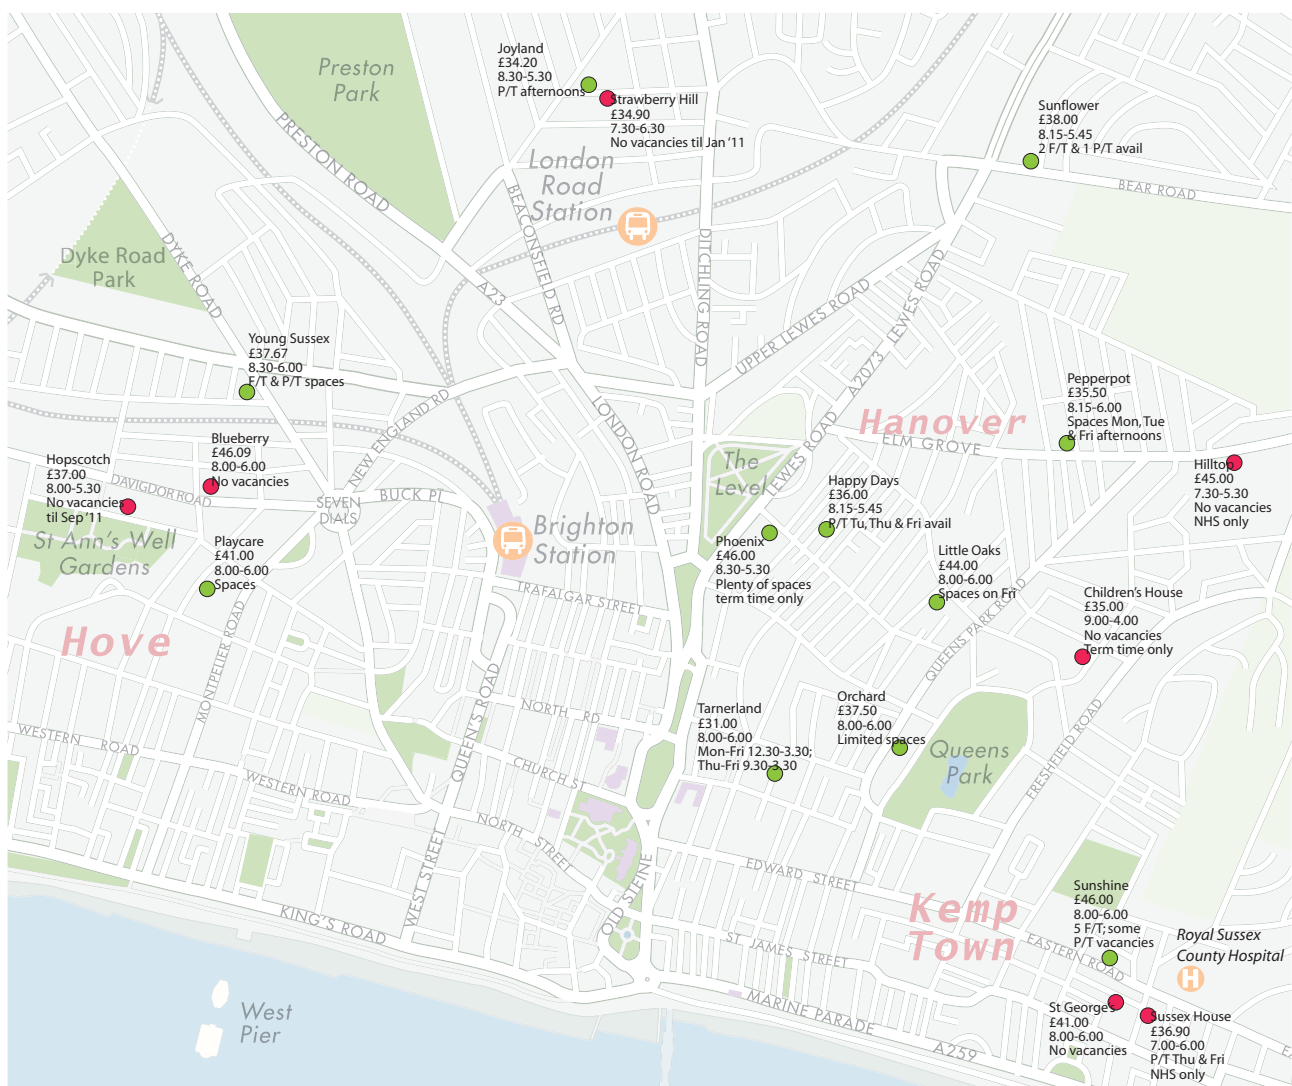 Joyland
£34.20
8.30-5.30
P/T afternoons
Strawberry Hill
£34.90
7.30-6.30
No vacancies til Jan '11
Preston
Park
PRESTON ROAD
London
Road
Station
Sunflower
£38.00
8.15-5.45
2 F/T & 1 P/T avail
BEAR ROAD
Dyke Road
Park
DYKE ROAD
BEACONSFIELD RD
DITCHLING ROAD
A23
UPPER LEWES ROAD
LEWES ROAD
A2073
LEWES ROAD
Young Sussex
£37.67
8.30-6.00
F/T & P/T spaces
NEW ENGLAND RD
LONDON ROAD
Hanover
ELM GROVE
Pepperpot
£35.50
8.15-6.00
Spaces Mon, Tue
& Fri afternoons
Hilltop
£45.00
7.30-5.30
No vacancies
NHS only
Blueberry
£46.09
8.00-6.00
No vacancies
Hopscotch
£37.00
8.00-5.30
No vacancies
til Sep '11
DAVIGDOR ROAD
SEVEN
DIALS
BUCK PL
The
Level
Happy Days
£36.00
8.15-5.45
P/T Tu, Thu & Fri avail
Phoenix
£46.00
8.30-5.30
Plenty of spaces
term time only
Little Oaks
£44.00
8.00-6.00
Spaces on Fri
Children's House
£35.00
9.00-4.00
No vacancies
Term time only
St Ann's Well
Gardens
Playcare
£41.00
8.00-6.00
Spaces
Brighton
Station
TRAFALGAR STREET
Hove
MONTPELIER ROAD
QUEENS PARK ROAD
QUEEN'S ROAD
NORTH RD
Tarnerland
£31.00
8.00-6.00
Mon-Fri 12.30-3.30;
Thu-Fri 9.30-3.30
Orchard
£37.50
8.00-6.00
Limited spaces
Queens
Park
FRESHFIELD ROAD
WESTERN ROAD
WESTERN ROAD
CHURCH ST
NORTH STREET
WEST STREET
EDWARD STREET
OLD STEINE
KING'S ROAD
ST. JAMES STREET
MARINE PARADE
A259
Kemp
Town
EASTERN ROAD
Sunshine
£46.00
8.00-6.00
5 F/T; some
P/T vacancies
Royal Sussex
County Hospital
H
St George's
£41.00
8.00-6.00
No vacancies
Sussex House
£36.90
7.00-6.00
P/T Thu & Fri
NHS only
West
Pier